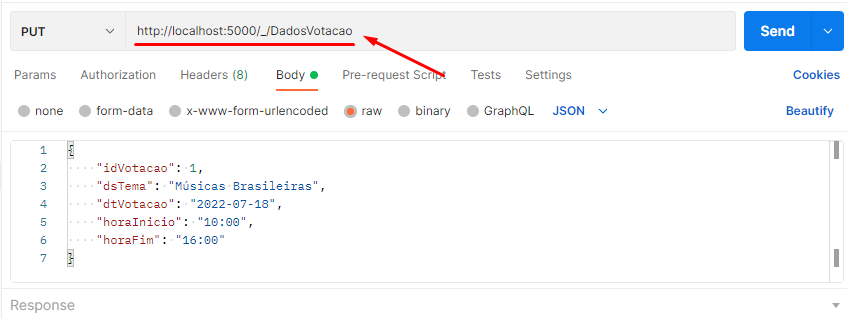 PUT http://localhost:5000/_/DadosVotacao Send
Params Authorization Headers (8) Body Pre-request Script Tests Settings Cookies
none form-data x-www-form-urlencoded raw binary GraphQL JSON Beautify
1 {
2 "idVotacao": 1,
3 "dsTema": "Músicas Brasileiras",
4 "dtVotacao": "2022-07-18",
5 "horaInicio": "10:00",
6 "horaFim": "16:00"
7 }
Response